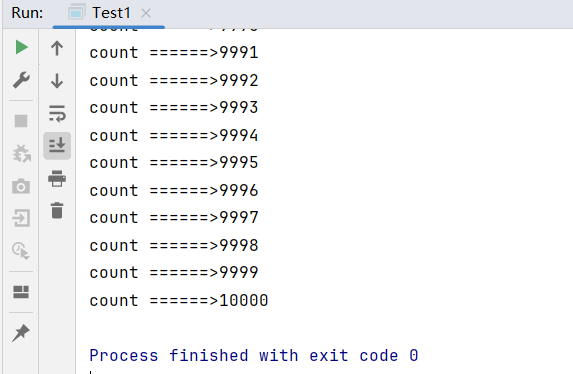 Run: Test1
count ======>9991
count ======>9992
count ======>9993
count ======>9994
count ======>9995
count ======>9996
count ======>9997
count ======>9998
count ======>9999
count ======>10000
Process finished with exit code 0